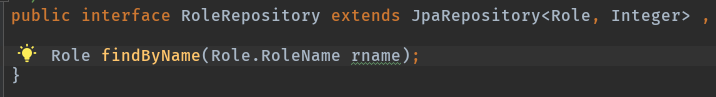 public interface RoleRepository extends JpaRepository<Role, Integer> ,
Role findByName(Role.RoleName rname);
}